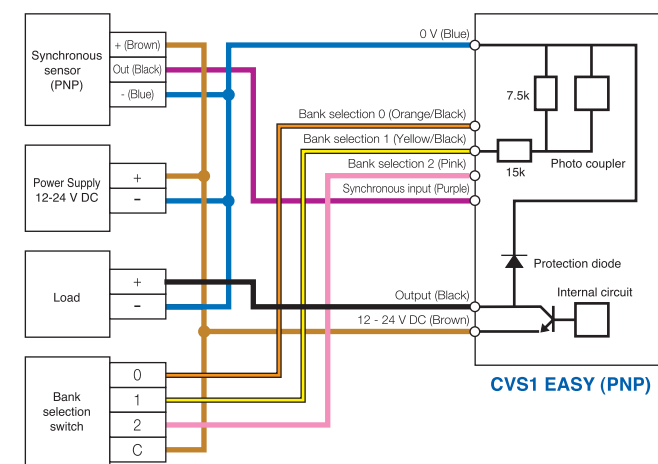 Synchronous
sensor
(PNP)
+ (Brown)
Out (Black)
- (Blue)
Power Supply
12-24 V DC
+
-
Load
+
-
Bank
selection
switch
0
1
2
C
0 V (Blue)
Bank selection 0 (Orange/Black)
Bank selection 1 (Yellow/Black)
Bank selection 2 (Pink)
Synchronous input (Purple)
Output (Black)
12 - 24 V DC (Brown)
7.5k
15k
Photo coupler
Protection diode
Internal circuit
CVS1 EASY (PNP)